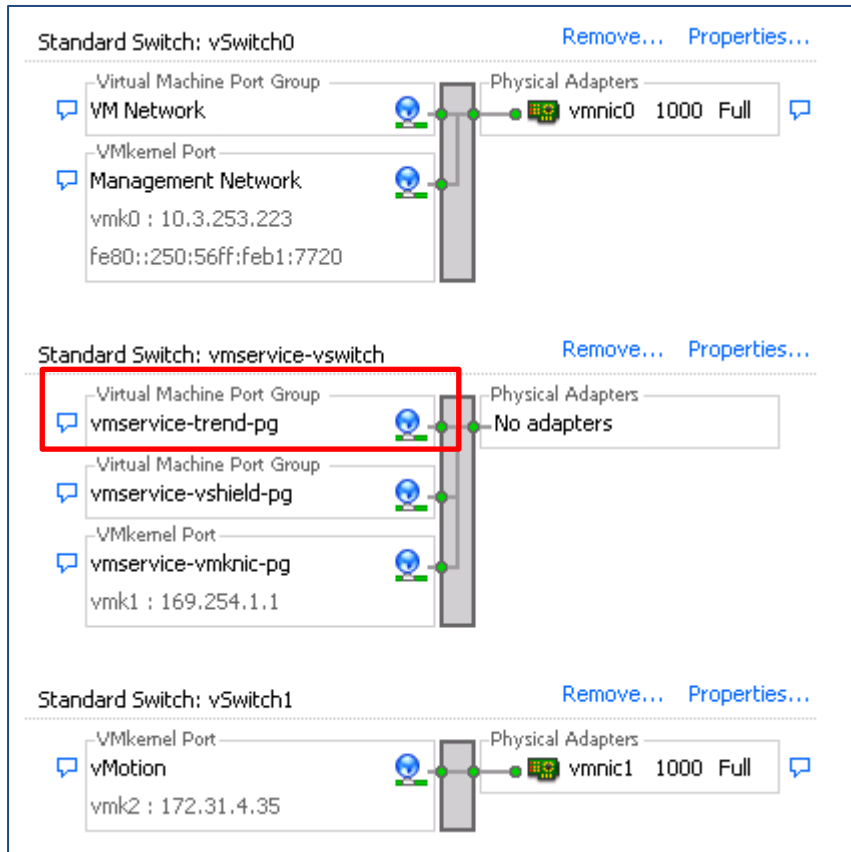 Standard Switch: vSwitch0 Remove... Properties...
Virtual Machine Port Group Physical Adapters
VM Network vmnic0 1000 Full
VMkernel Port
Management Network
vmk0 : 10.3.253.223
fe80::250:56ff:feb1:7720
Standard Switch: vmservice-vswitch Remove... Properties...
Virtual Machine Port Group Physical Adapters
vmservice-trend-pg No adapters
Virtual Machine Port Group
vmservice-vshield-pg
VMkernel Port
vmservice-vmknic-pg
vmk1 : 169.254.1.1
Standard Switch: vSwitch1 Remove... Properties...
VMkernel Port Physical Adapters
vMotion vmnic1 1000 Full
vmk2 : 172.31.4.35